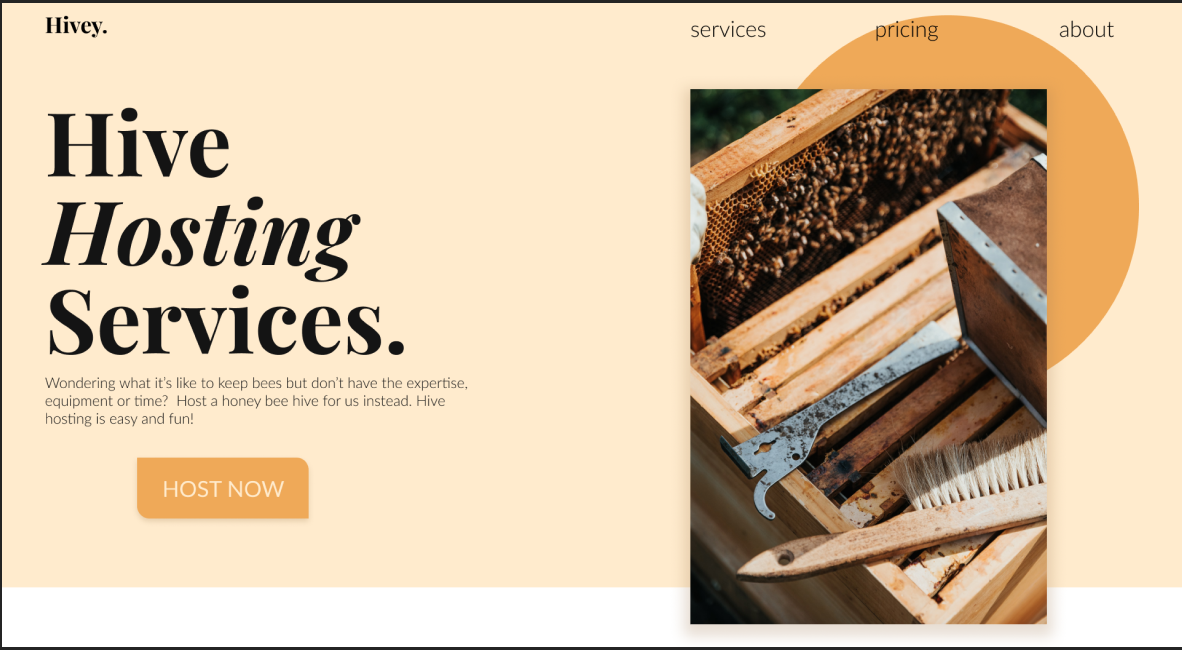 Hivey.
services pricing about
Hive
Hosting
Services.
Wondering what it’s like to keep bees but don’t have the expertise,
equipment or time?  Host a honey bee hive for us instead. Hive
hosting is easy and fun!
HOST NOW